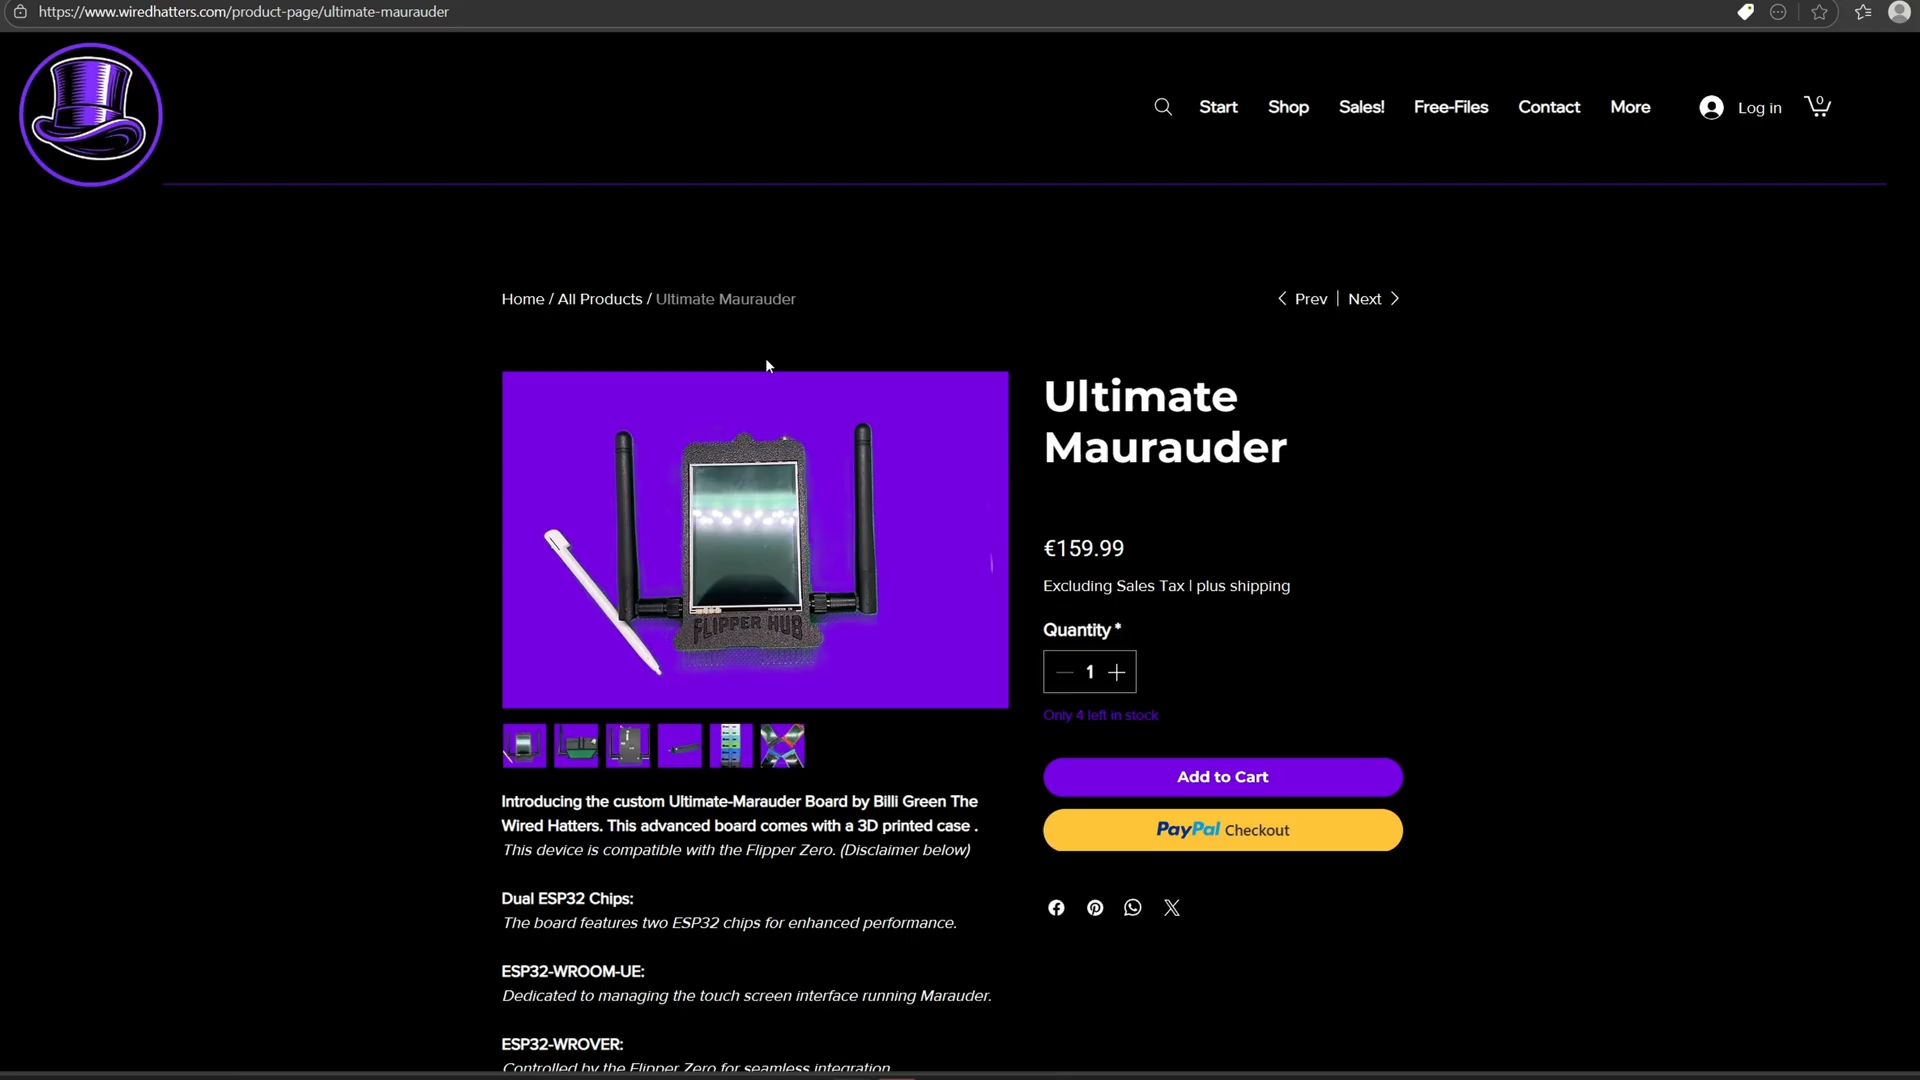 https://www.wiredhatters.com/product-page/ultimate-maurauder
Start
Shop
Sales!
Free-Files
Contact
More
Log in
0
Home / All Products / Ultimate Maurauder
Prev | Next
FLIPPER HUB
Ultimate
Maurauder
€159.99
Excluding Sales Tax | plus shipping
Quantity *
1
Only 4 left in stock
Add to Cart
PayPal Checkout
Introducing the custom Ultimate-Marauder Board by Billi Green The
Wired Hatters. This advanced board comes with a 3D printed case .
This device is compatible with the Flipper Zero. (Disclaimer below)
Dual ESP32 Chips:
The board features two ESP32 chips for enhanced performance.
ESP32-WROOM-UE:
Dedicated to managing the touch screen interface running Marauder.
ESP32-WROVER:
Controlled by the Flipper Zero for seamless integration